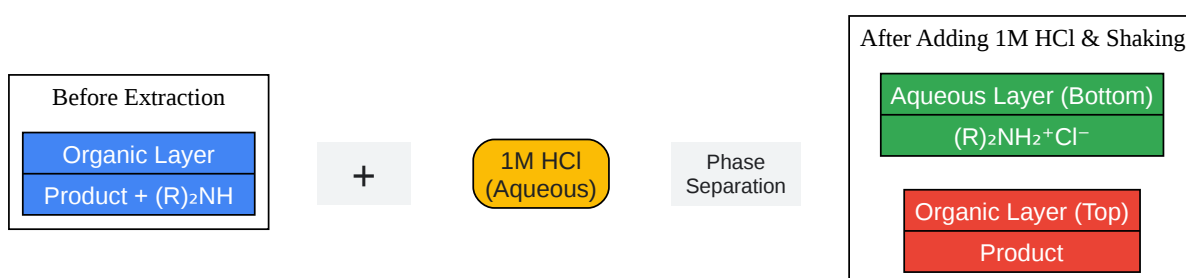 Before Extraction
Organic Layer
Product + (R)₂NH
+
1M HCl
(Aqueous)
Phase
Separation
After Adding 1M HCl & Shaking
Aqueous Layer (Bottom)
(R)₂NH₂⁺Cl⁻
Organic Layer (Top)
Product